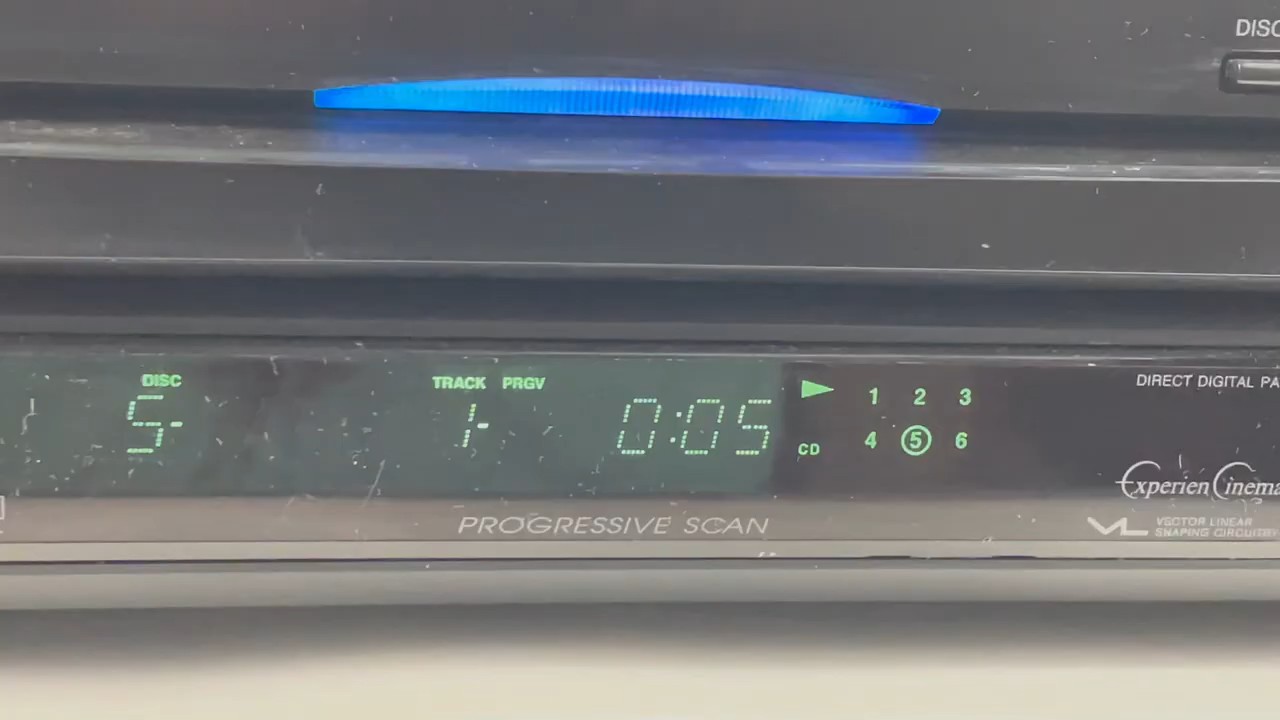 DISC
DISC
5-
TRACK PRGV
1-
0:05
1 2 3
CD
4 5 6
DIRECT DIGITAL PA
Experien Cinema
PROGRESSIVE SCAN
VL
VECTOR LINEAR
SHAPING CIRCUITRY